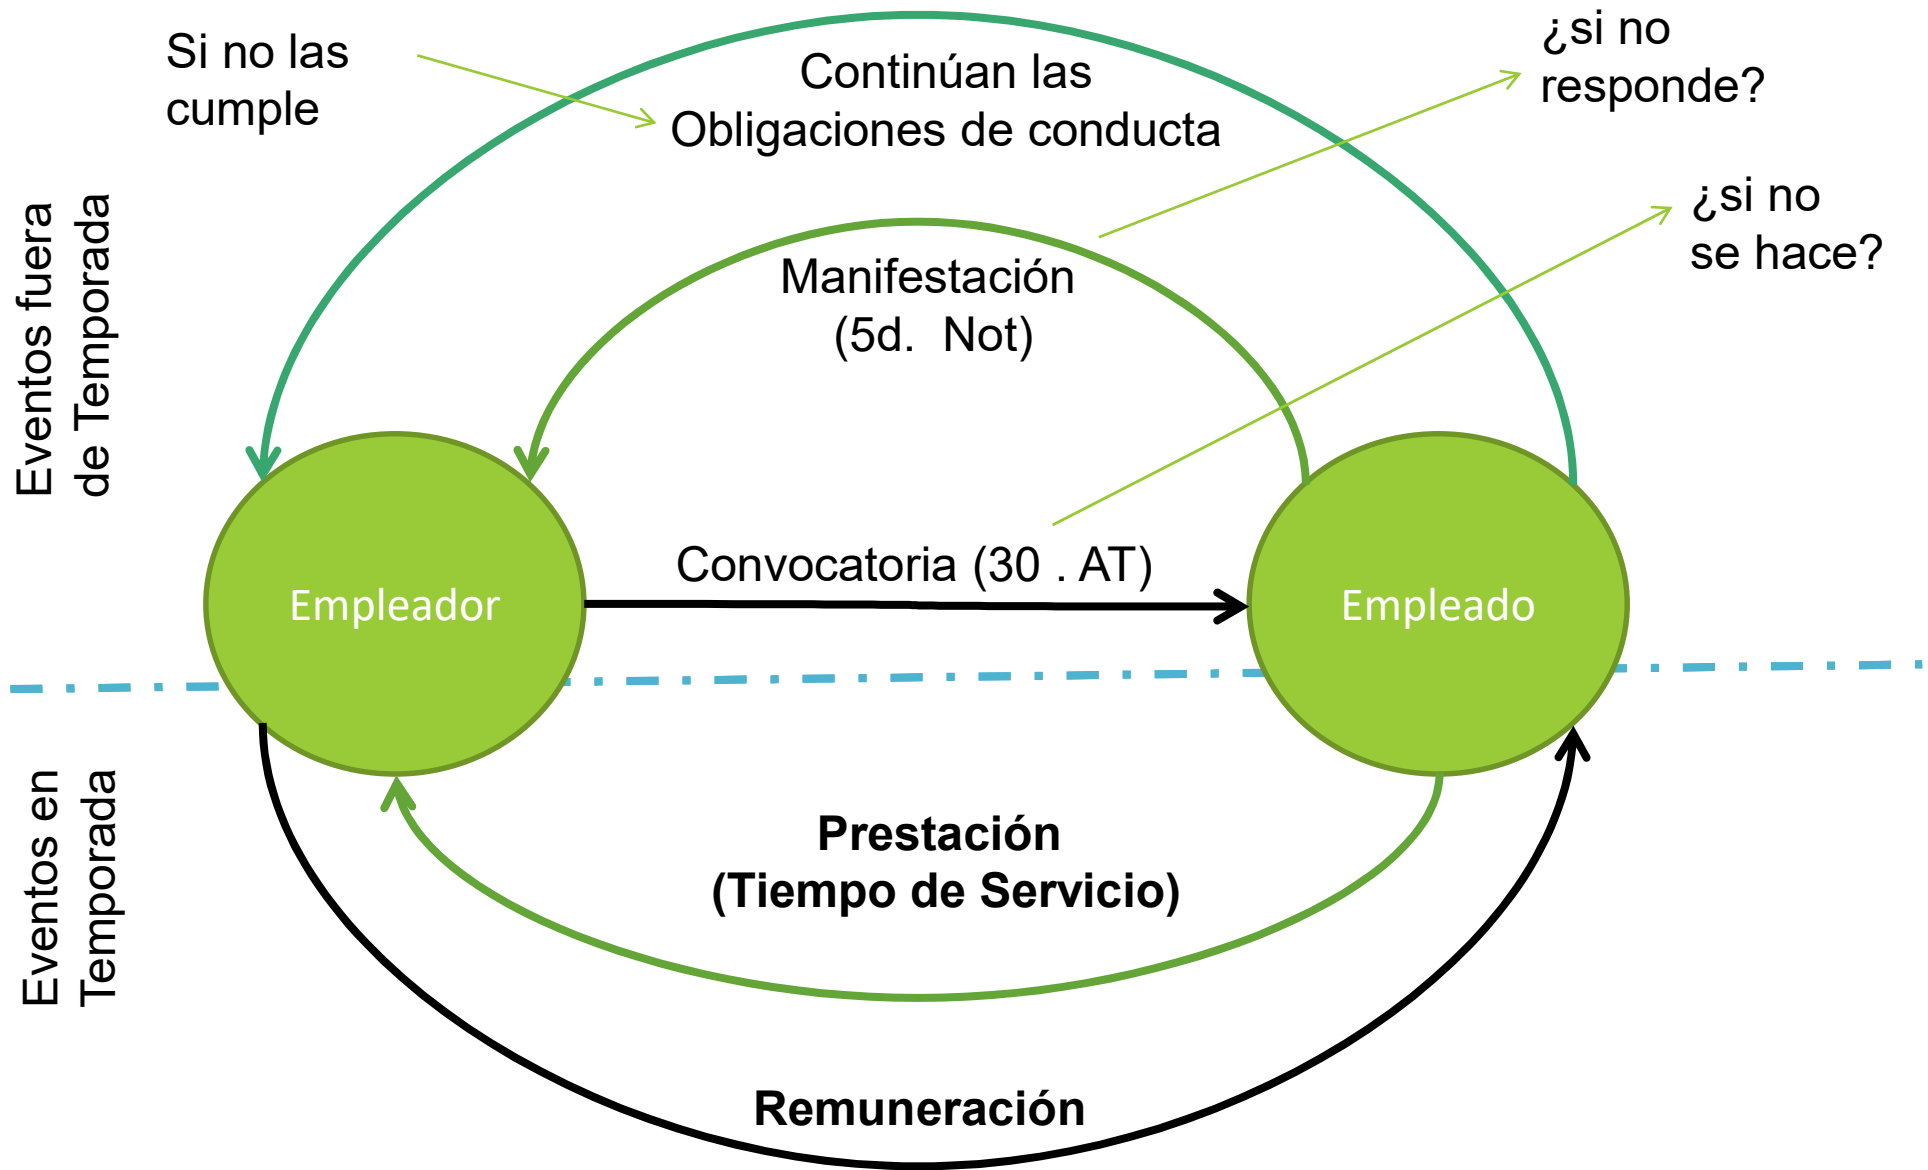 Si no las
cumple
Continúan las
Obligaciones de conducta
¿si no
responde?
¿si no
se hace?
Eventos fuera
de Temporada
Manifestación
(5d.  Not)
Convocatoria (30 . AT)
Empleador
Empleado
Eventos en
Temporada
Prestación
(Tiempo de Servicio)
Remuneración